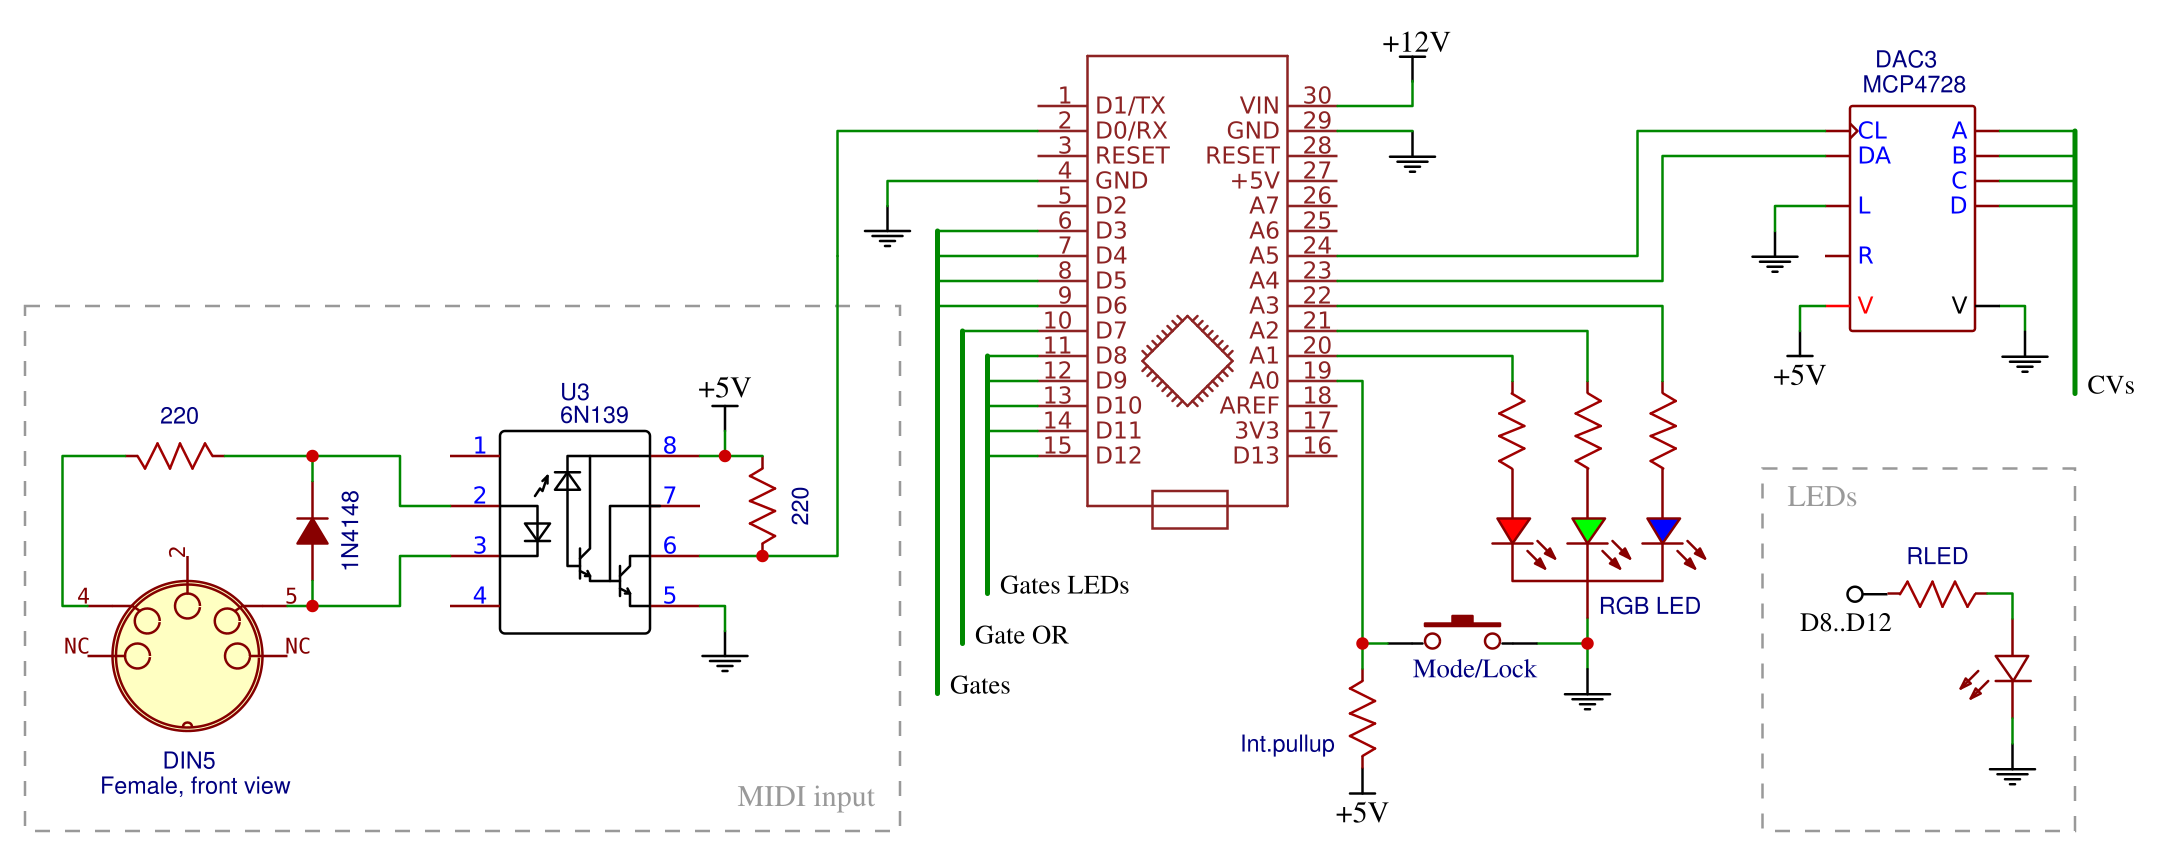 220
1N4148
2
4
5
NC
NC
DIN5
Female, front view
MIDI input
U3
6N139
1
2
3
4
8
7
6
5
+5V
220
1 D1/TX
2 D0/RX
3 RESET
4 GND
5 D2
6 D3
7 D4
8 D5
9 D6
10 D7
11 D8
12 D9
13 D10
14 D11
15 D12
VIN 30
GND 29
RESET 28
+5V 27
A7 26
A6 25
A5 24
A4 23
A3 22
A2 21
A1 20
A0 19
AREF 18
3V3 17
D13 16
Gates LEDs
Gate OR
Gates
+12V
RGB LED
Mode/Lock
Int.pullup
+5V
DAC3
MCP4728
CL A
DA B
C
L D
R
V V
+5V
CVs
LEDs
RLED
D8..D12